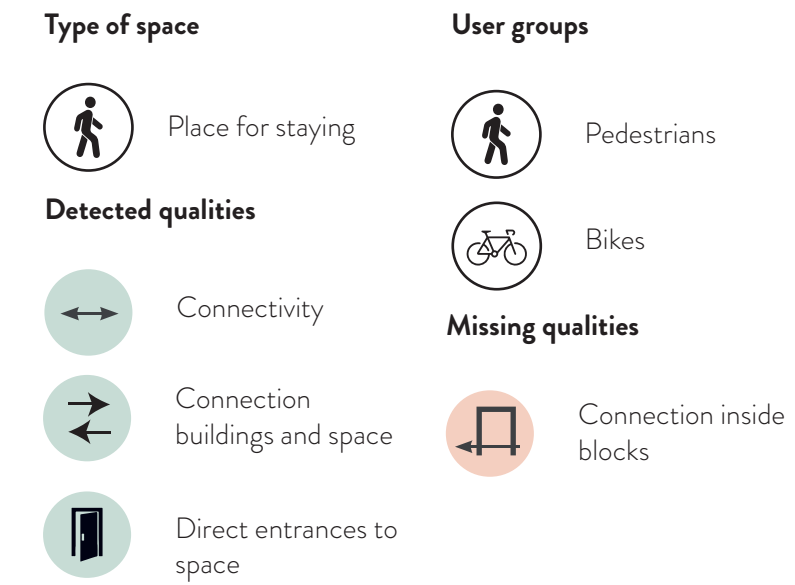 Type of space
Place for staying
Detected qualities
Connectivity
Connection
buildings and space
Direct entrances to
space
User groups
Pedestrians
Bikes
Missing qualities
Connection inside
blocks